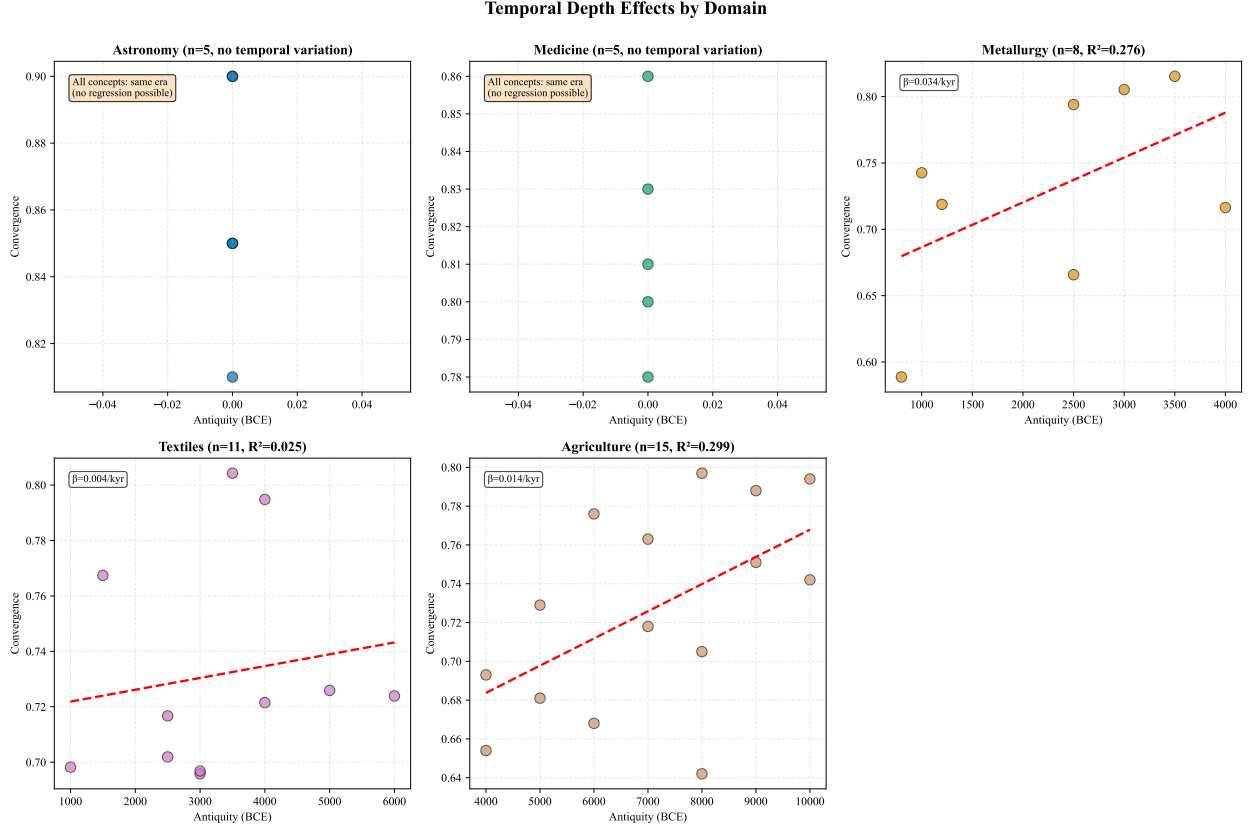 Temporal Depth Effects by Domain
Astronomy (n=5, no temporal variation)
All concepts: same era
(no regression possible)
0.90
0.88
0.86
0.84
0.82
Convergence
−0.04
−0.02
0.00
0.02
0.04
Antiquity (BCE)
Medicine (n=5, no temporal variation)
All concepts: same era
(no regression possible)
0.86
0.85
0.84
0.83
0.82
0.81
0.80
0.79
0.78
Convergence
−0.04
−0.02
0.00
0.02
0.04
Antiquity (BCE)
Metallurgy (n=8, R²=0.276)
β=0.034/kyr
0.80
0.75
0.70
0.65
0.60
Convergence
1000
1500
2000
2500
3000
3500
4000
Antiquity (BCE)
Textiles (n=11, R²=0.025)
β=0.004/kyr
0.80
0.78
0.76
0.74
0.72
0.70
Convergence
1000
2000
3000
4000
5000
6000
Antiquity (BCE)
Agriculture (n=15, R²=0.299)
β=0.014/kyr
0.80
0.78
0.76
0.74
0.72
0.70
0.68
0.66
0.64
Convergence
4000
5000
6000
7000
8000
9000
10000
Antiquity (BCE)